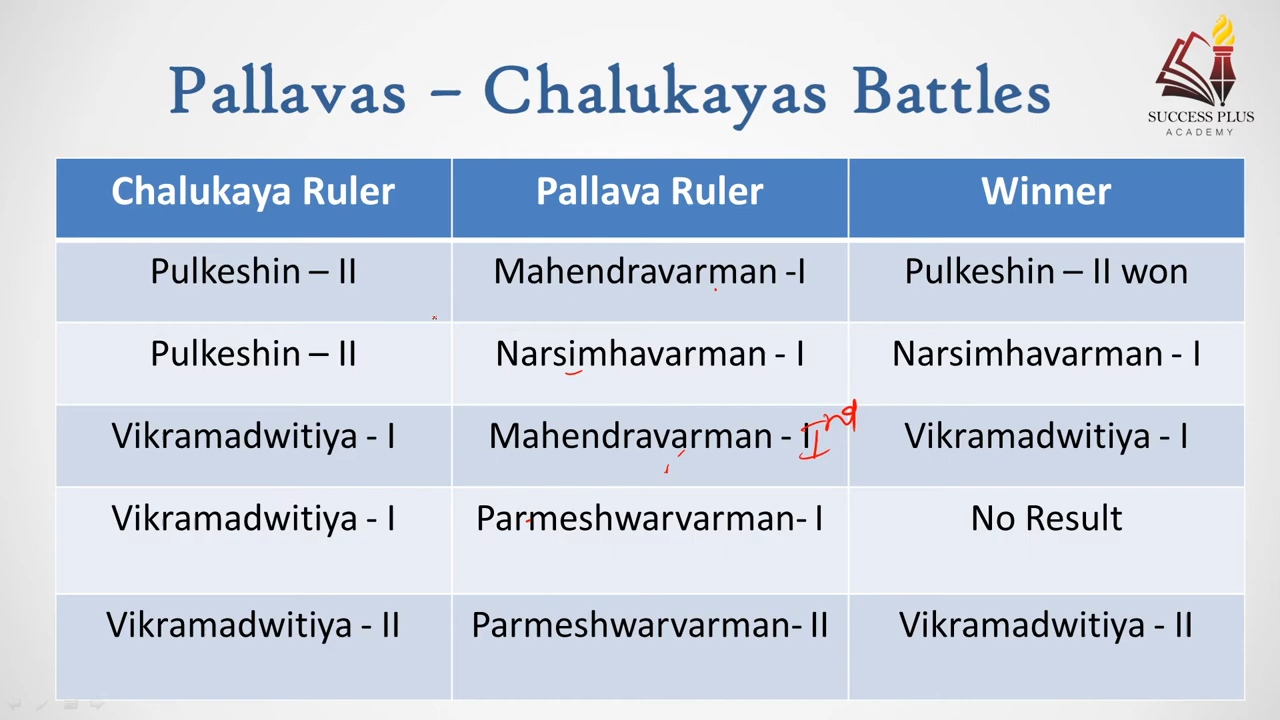 Pallavas – Chalukayas Battles
SUCCESS PLUS
ACADEMY
Chalukaya Ruler Pallava Ruler Winner
Pulkeshin – II Mahendravarman -I Pulkeshin – II won
Pulkeshin – II Narsimhavarman - I Narsimhavarman - I
Vikramadwitiya - I Mahendravarman - I Ind Vikramadwitiya - I
Vikramadwitiya - I Parmeshwarvarman- I No Result
Vikramadwitiya - II Parmeshwarvarman- II Vikramadwitiya - II